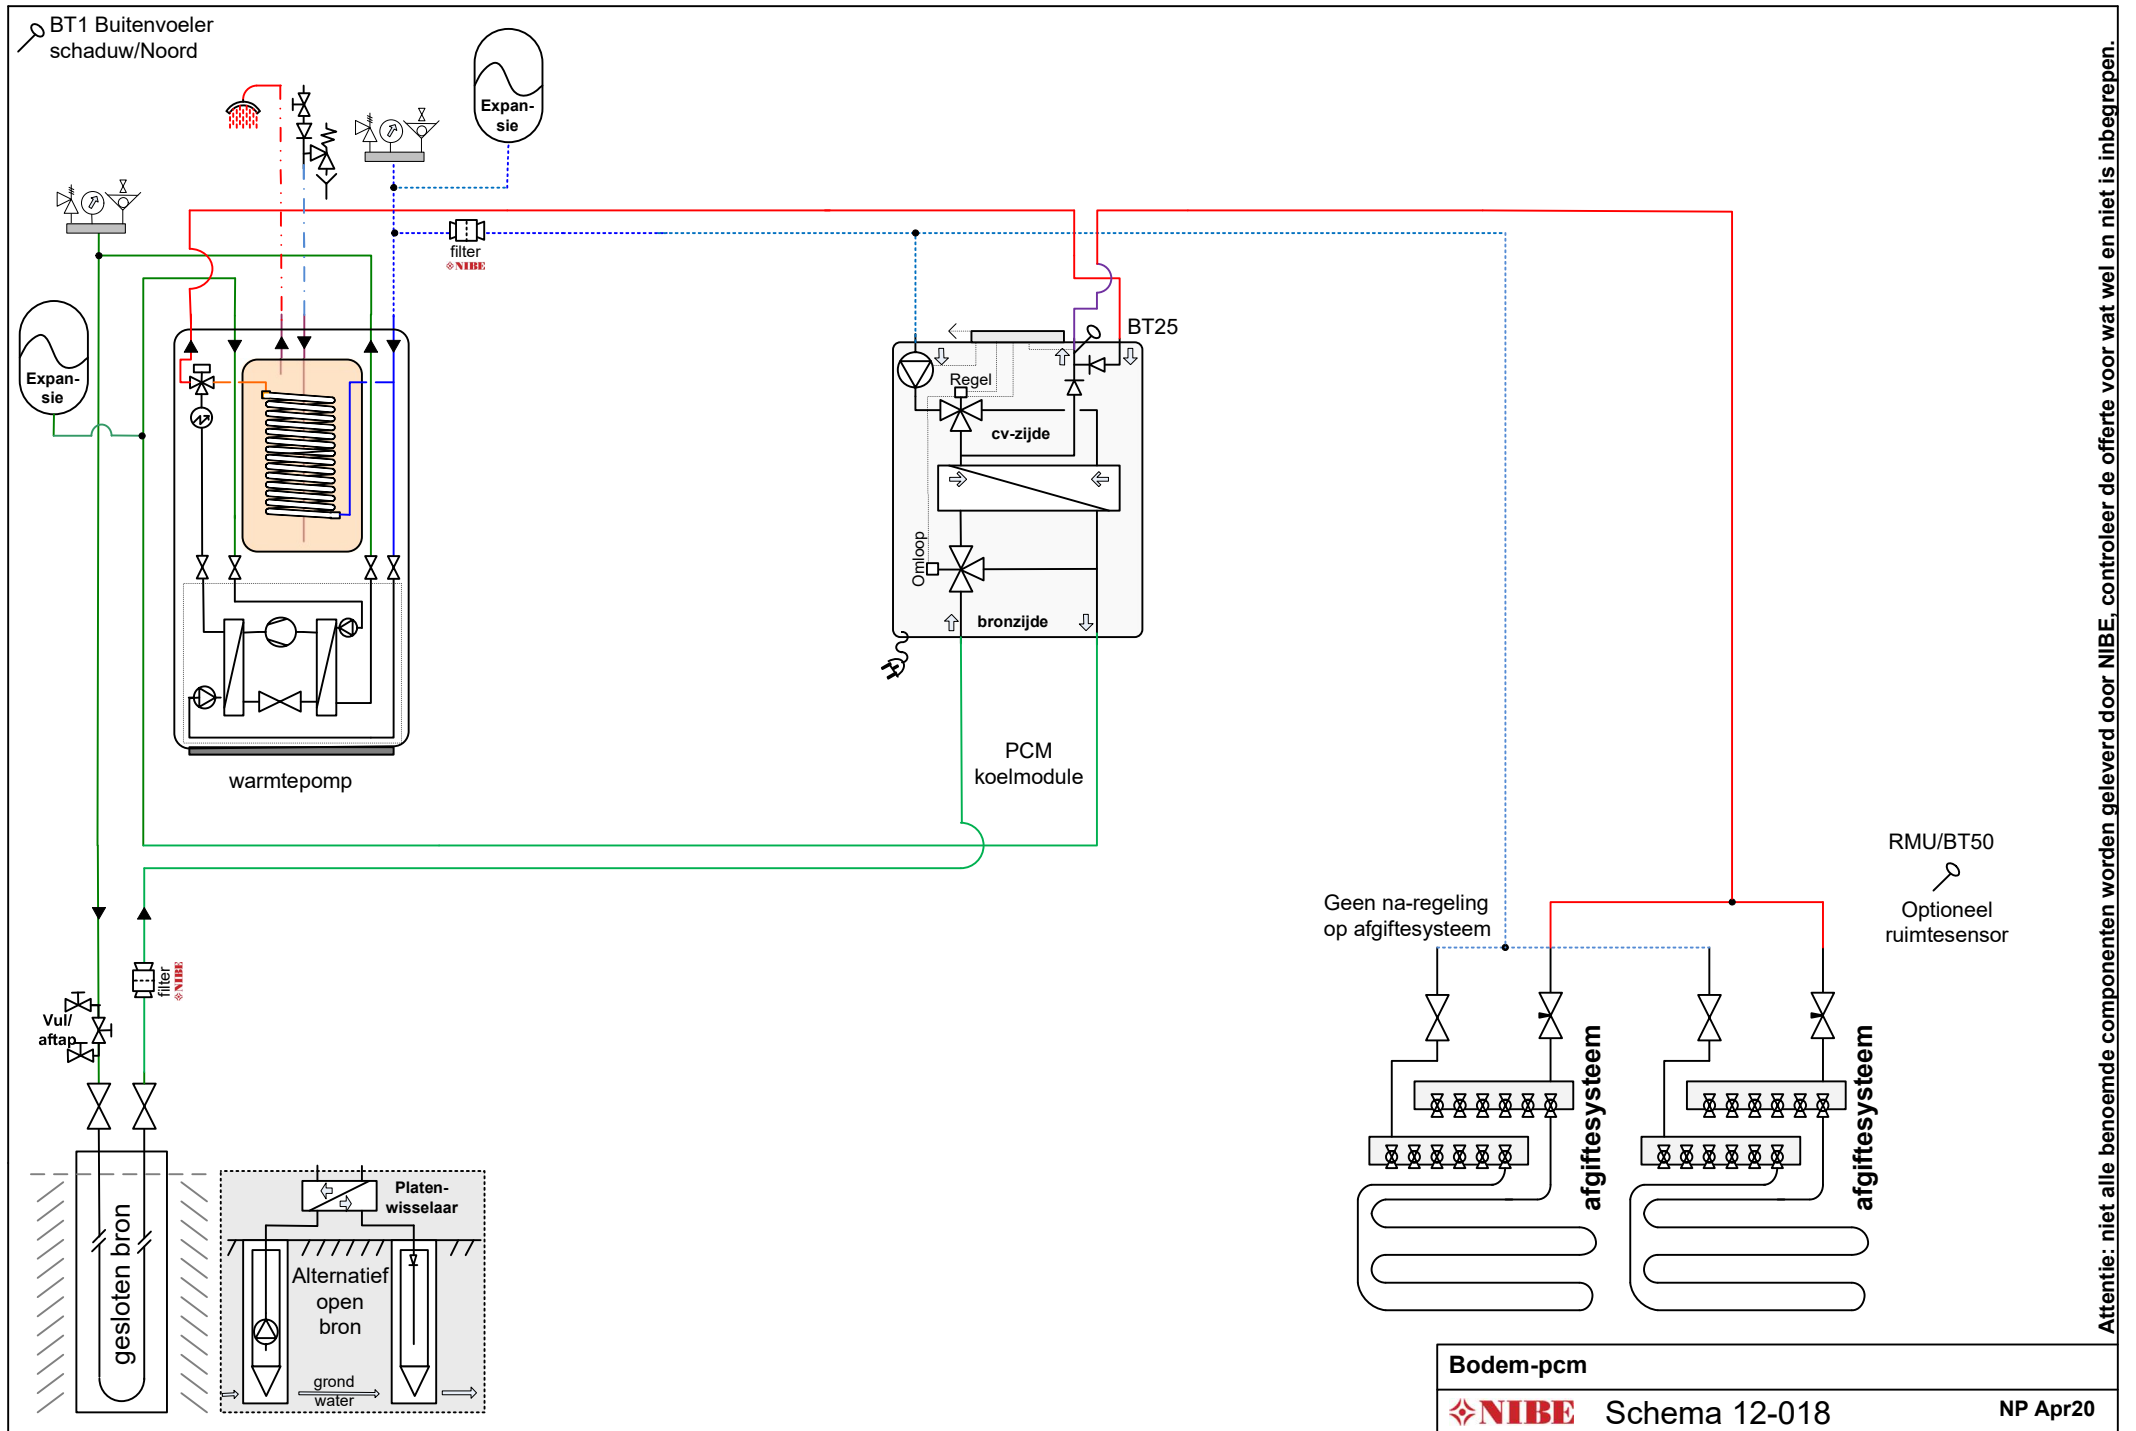 BT1 Buitenvoeler
schaduw/Noord
Expan-
sie
filter
NIBE
Expan-
sie
BT25
Regel
cv-zijde
Omloop
bronzijde
warmtepomp
PCM
koelmodule
RMU/BT50
Optioneel
ruimtesensor
Geen na-regeling
op afgiftesysteem
filter
NIBE
Vul/
aftap
afgiftesysteem
afgiftesysteem
gesloten bron
Platen-
wisselaar
Alternatief
open
bron
grond
water
Attentie: niet alle benoemde componenten worden geleverd door NIBE, controleer de offerte voor wat wel en niet is inbegrepen.
Bodem-pcm
NIBE Schema 12-018 NP Apr20